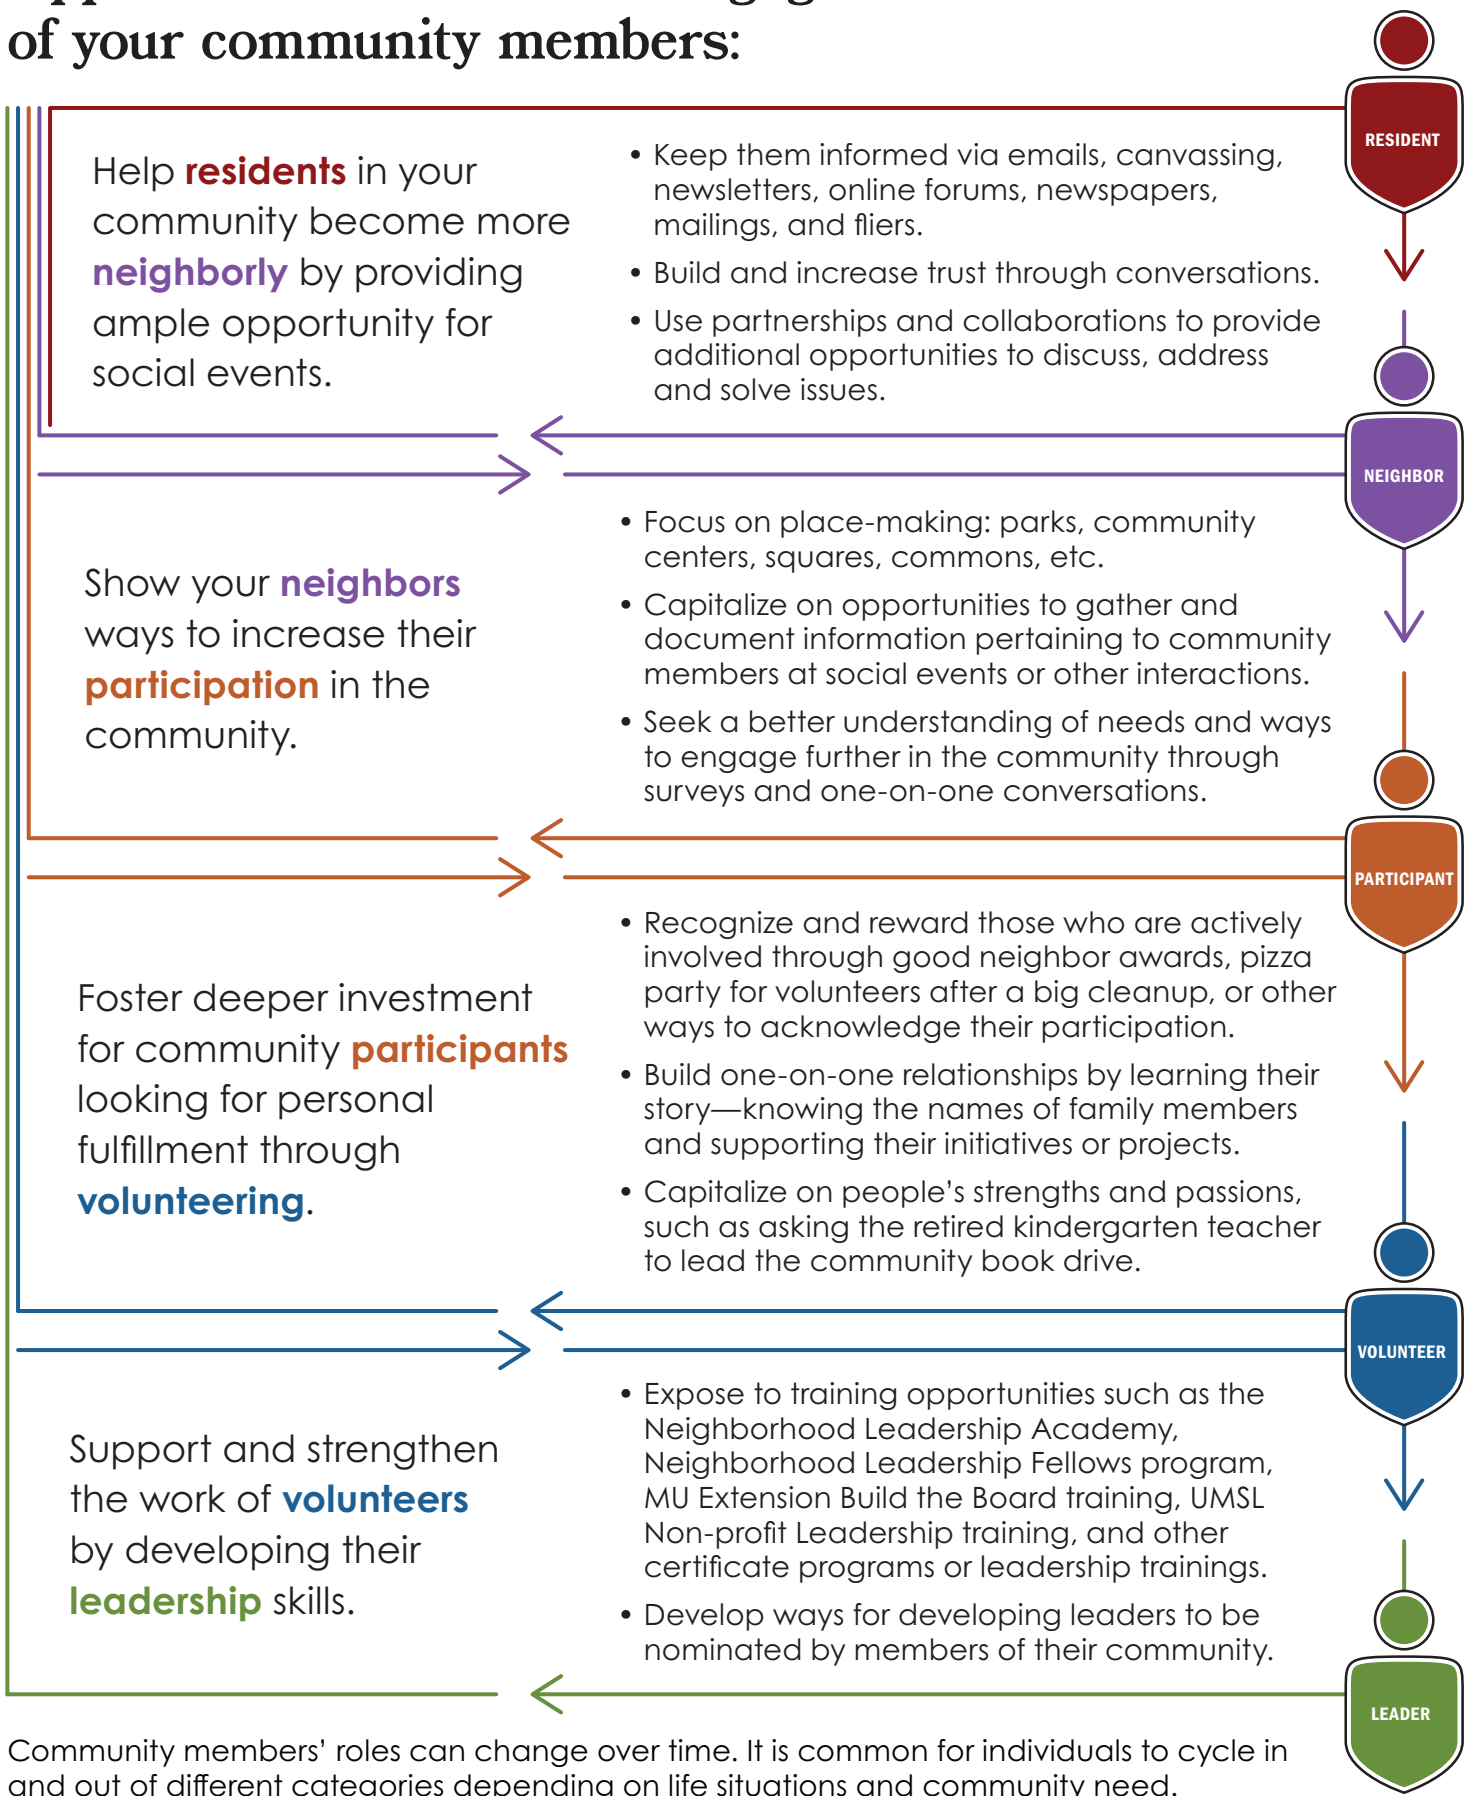 of your community members:
RESIDENT
Help residents in your
community become more
neighborly by providing
ample opportunity for
social events.
• Keep them informed via emails, canvassing,
newsletters, online forums, newspapers,
mailings, and fliers.
• Build and increase trust through conversations.
• Use partnerships and collaborations to provide
additional opportunities to discuss, address
and solve issues.
NEIGHBOR
Show your neighbors
ways to increase their
participation in the
community.
• Focus on place-making: parks, community
centers, squares, commons, etc.
• Capitalize on opportunities to gather and
document information pertaining to community
members at social events or other interactions.
• Seek a better understanding of needs and ways
to engage further in the community through
surveys and one-on-one conversations.
PARTICIPANT
Foster deeper investment
for community participants
looking for personal
fulfillment through
volunteering.
• Recognize and reward those who are actively
involved through good neighbor awards, pizza
party for volunteers after a big cleanup, or other
ways to acknowledge their participation.
• Build one-on-one relationships by learning their
story—knowing the names of family members
and supporting their initiatives or projects.
• Capitalize on people’s strengths and passions,
such as asking the retired kindergarten teacher
to lead the community book drive.
VOLUNTEER
Support and strengthen
the work of volunteers
by developing their
leadership skills.
• Expose to training opportunities such as the
Neighborhood Leadership Academy,
Neighborhood Leadership Fellows program,
MU Extension Build the Board training, UMSL
Non-profit Leadership training, and other
certificate programs or leadership trainings.
• Develop ways for developing leaders to be
nominated by members of their community.
LEADER
Community members’ roles can change over time. It is common for individuals to cycle in
and out of different categories depending on life situations and community need.